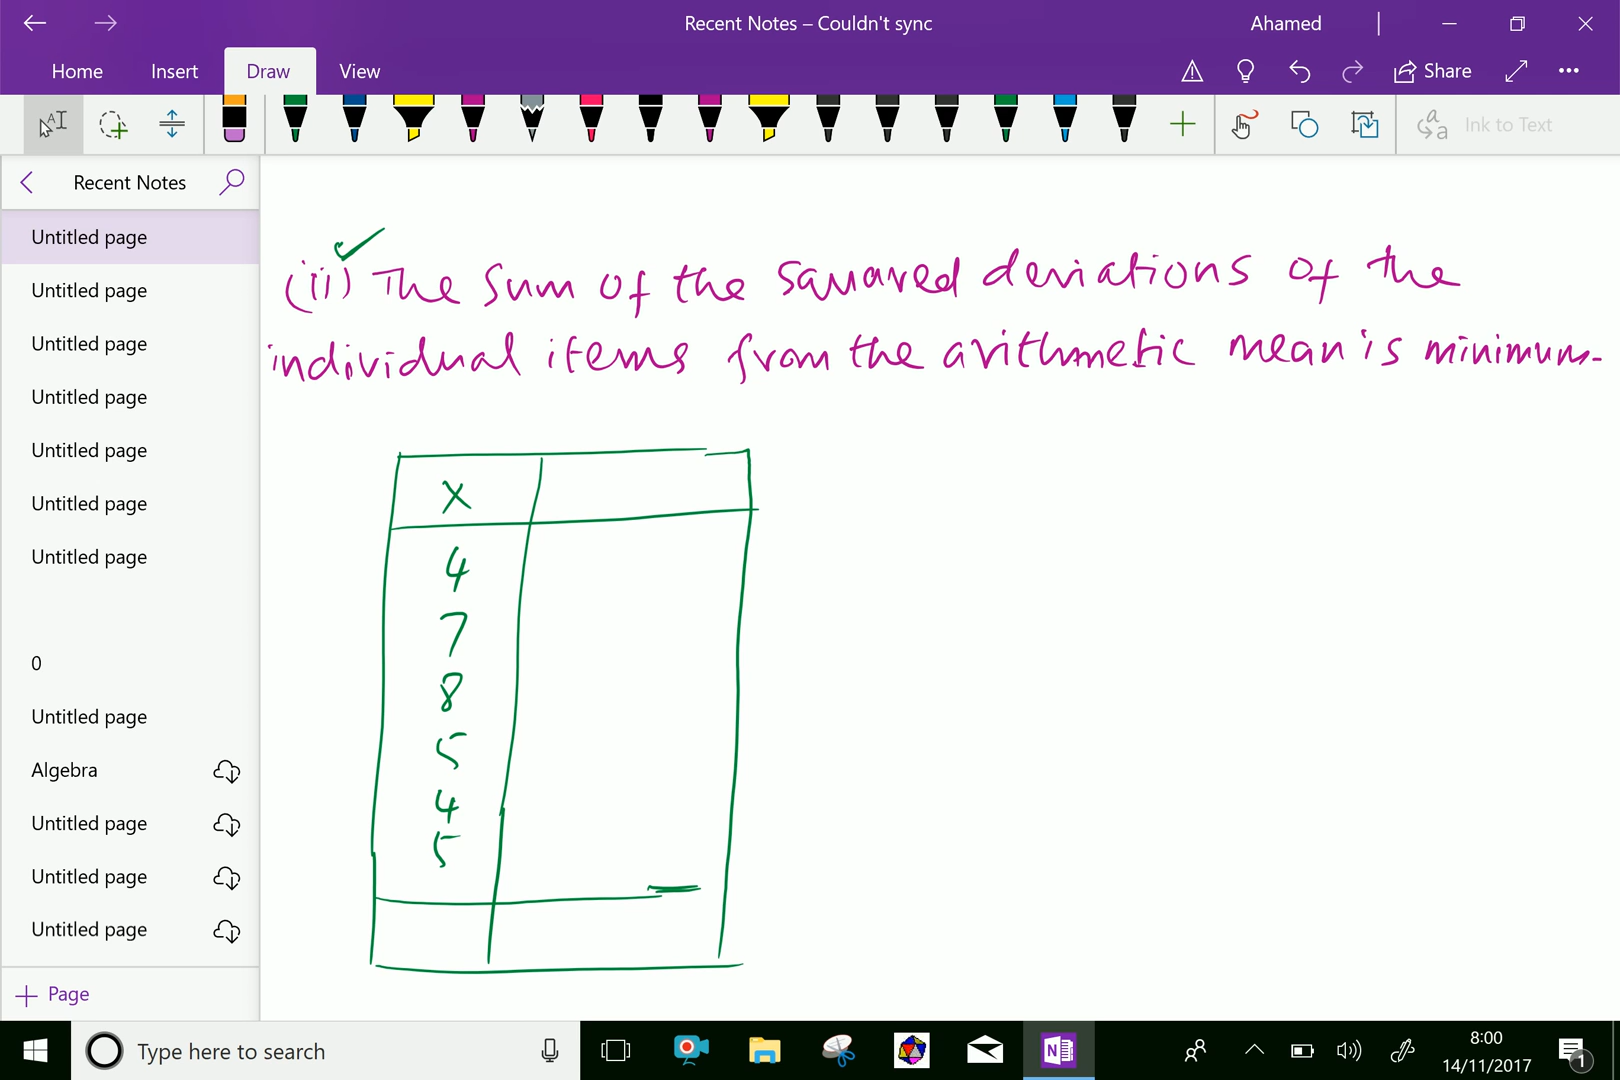 Recent Notes – Couldn't sync
Ahamed
Home Insert Draw View
Share
Ink to Text
Recent Notes
Untitled page
Untitled page
Untitled page
Untitled page
Untitled page
Untitled page
Untitled page
0
Untitled page
Algebra
Untitled page
Untitled page
Untitled page
+ Page
(ii) The sum of the squared deviations of the
individual items from the arithmetic mean is minimum.
X
4
7
8
5
4
5
Type here to search
8:00
14/11/2017
1